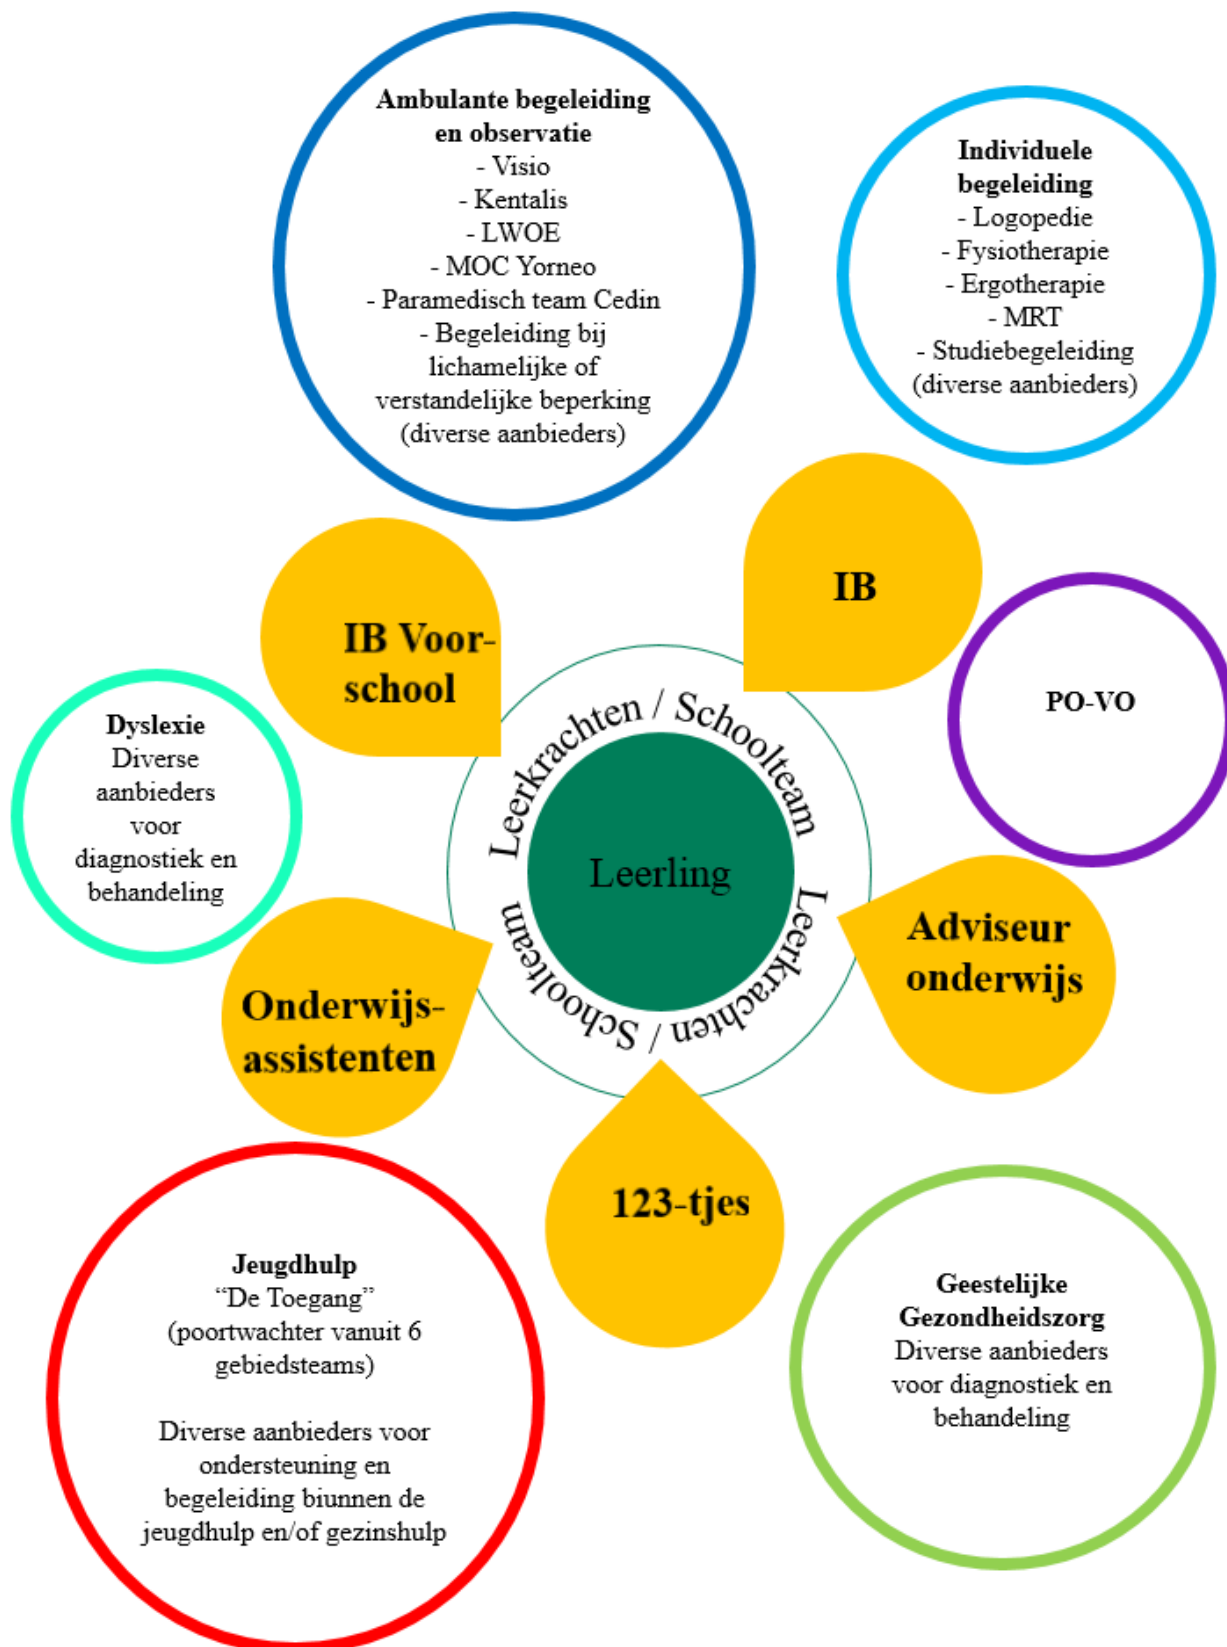 Ambulante begeleiding
en observatie
- Visio
- Kentalis
- LWOE
- MOC Yorneo
- Paramedisch team Cedin
- Begeleiding bij
lichamelijke of
verstandelijke beperking
(diverse aanbieders)
Individuele
begeleiding
- Logopedie
- Fysiotherapie
- Ergotherapie
- MRT
- Studiebegeleiding
(diverse aanbieders)
IB
IB Voor-
school
PO-VO
Dyslexie
Diverse
aanbieders
voor
diagnostiek en
behandeling
Leerkrachten / Schoolteam
Leerling
Leerkrachten / Schoolteam
Adviseur
onderwijs
Onderwijs-
assistenten
123-tjes
Jeugdhulp
“De Toegang”
(poortwachter vanuit 6
gebiedsteams)
Diverse aanbieders voor
ondersteuning en
begeleiding biunnen de
jeugdhulp en/of gezinshulp
Geestelijke
Gezondheidszorg
Diverse aanbieders
voor diagnostiek en
behandeling